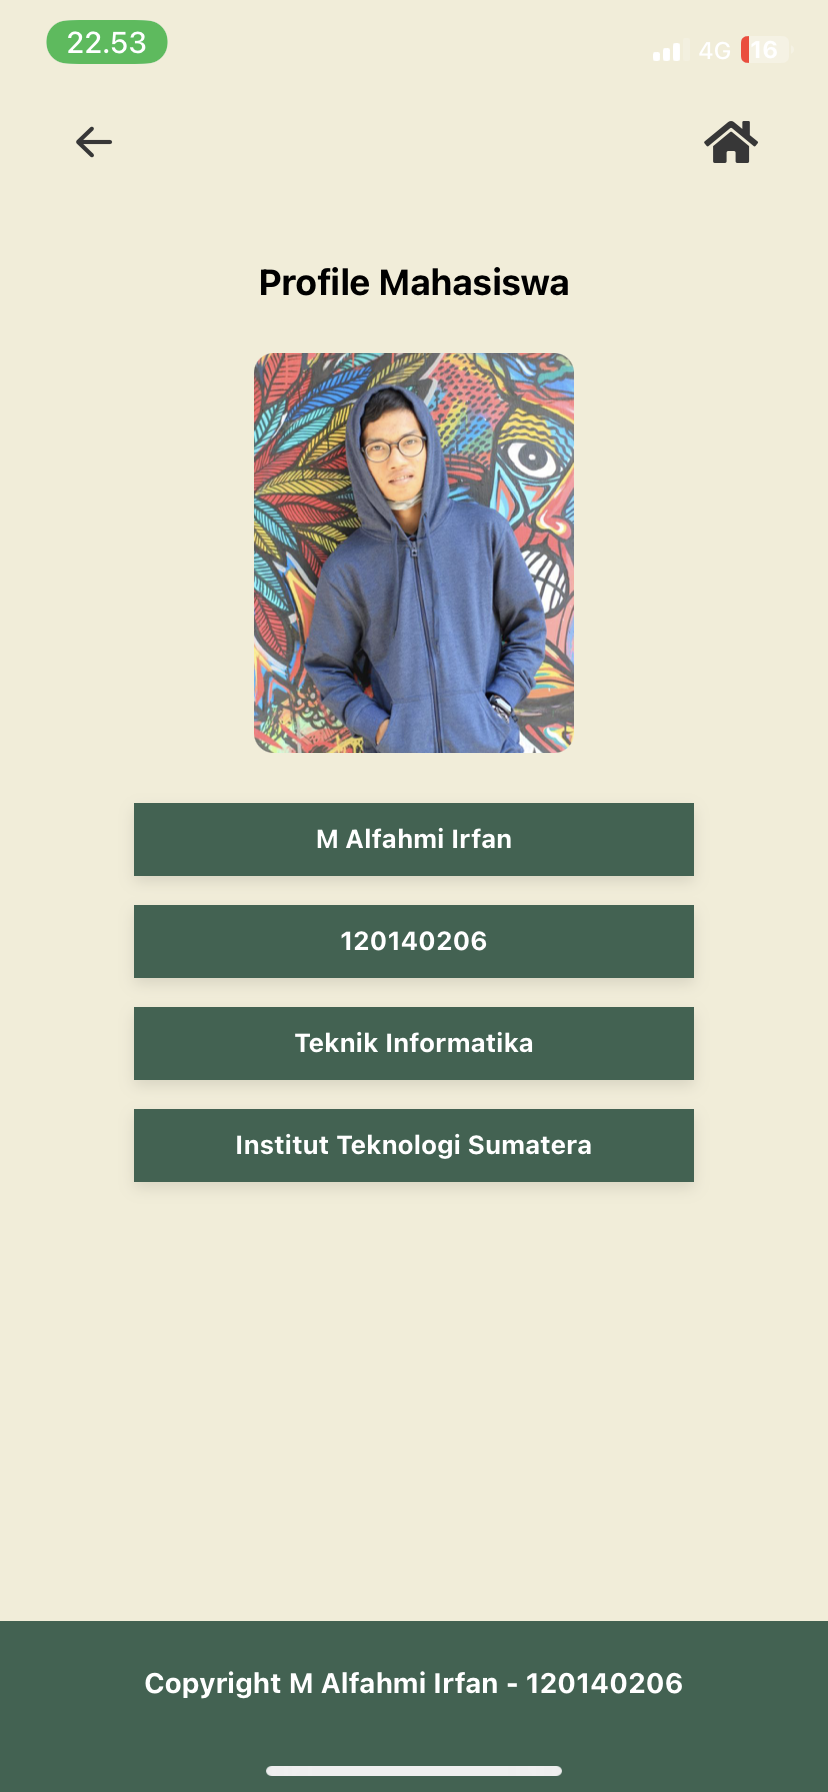 22.53
4G 16
Profile Mahasiswa
M Alfahmi Irfan
120140206
Teknik Informatika
Institut Teknologi Sumatera
Copyright M Alfahmi Irfan - 120140206